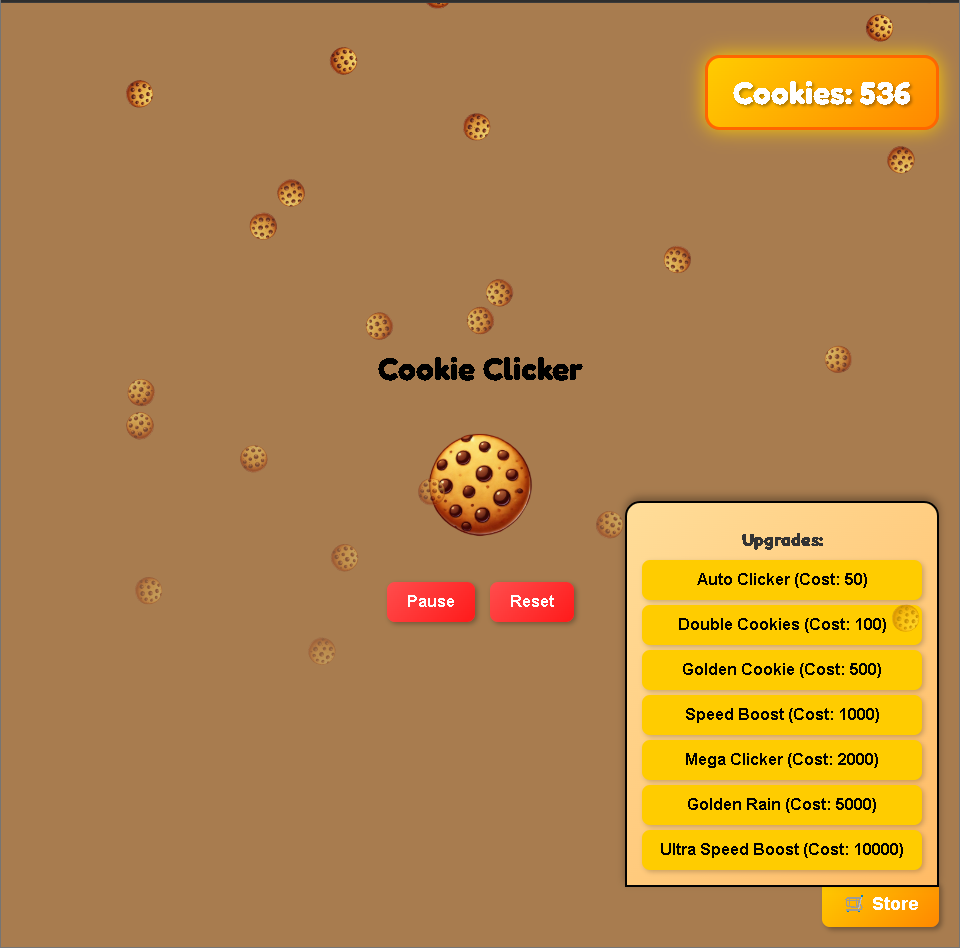 Cookies: 536
Cookie Clicker
Pause
Reset
Upgrades:
Auto Clicker (Cost: 50)
Double Cookies (Cost: 100)
Golden Cookie (Cost: 500)
Speed Boost (Cost: 1000)
Mega Clicker (Cost: 2000)
Golden Rain (Cost: 5000)
Ultra Speed Boost (Cost: 10000)
🛒 Store